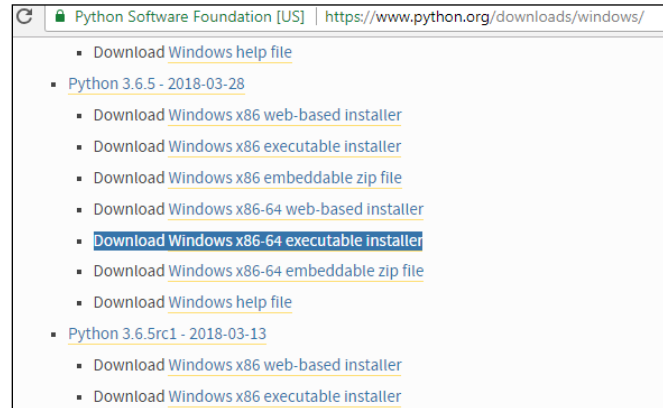 Python Software Foundation [US] | https://www.python.org/downloads/windows/
Download Windows help file
Python 3.6.5 - 2018-03-28
Download Windows x86 web-based installer
Download Windows x86 executable installer
Download Windows x86 embeddable zip file
Download Windows x86-64 web-based installer
Download Windows x86-64 executable installer
Download Windows x86-64 embeddable zip file
Download Windows help file
Python 3.6.5rc1 - 2018-03-13
Download Windows x86 web-based installer
Download Windows x86 executable installer